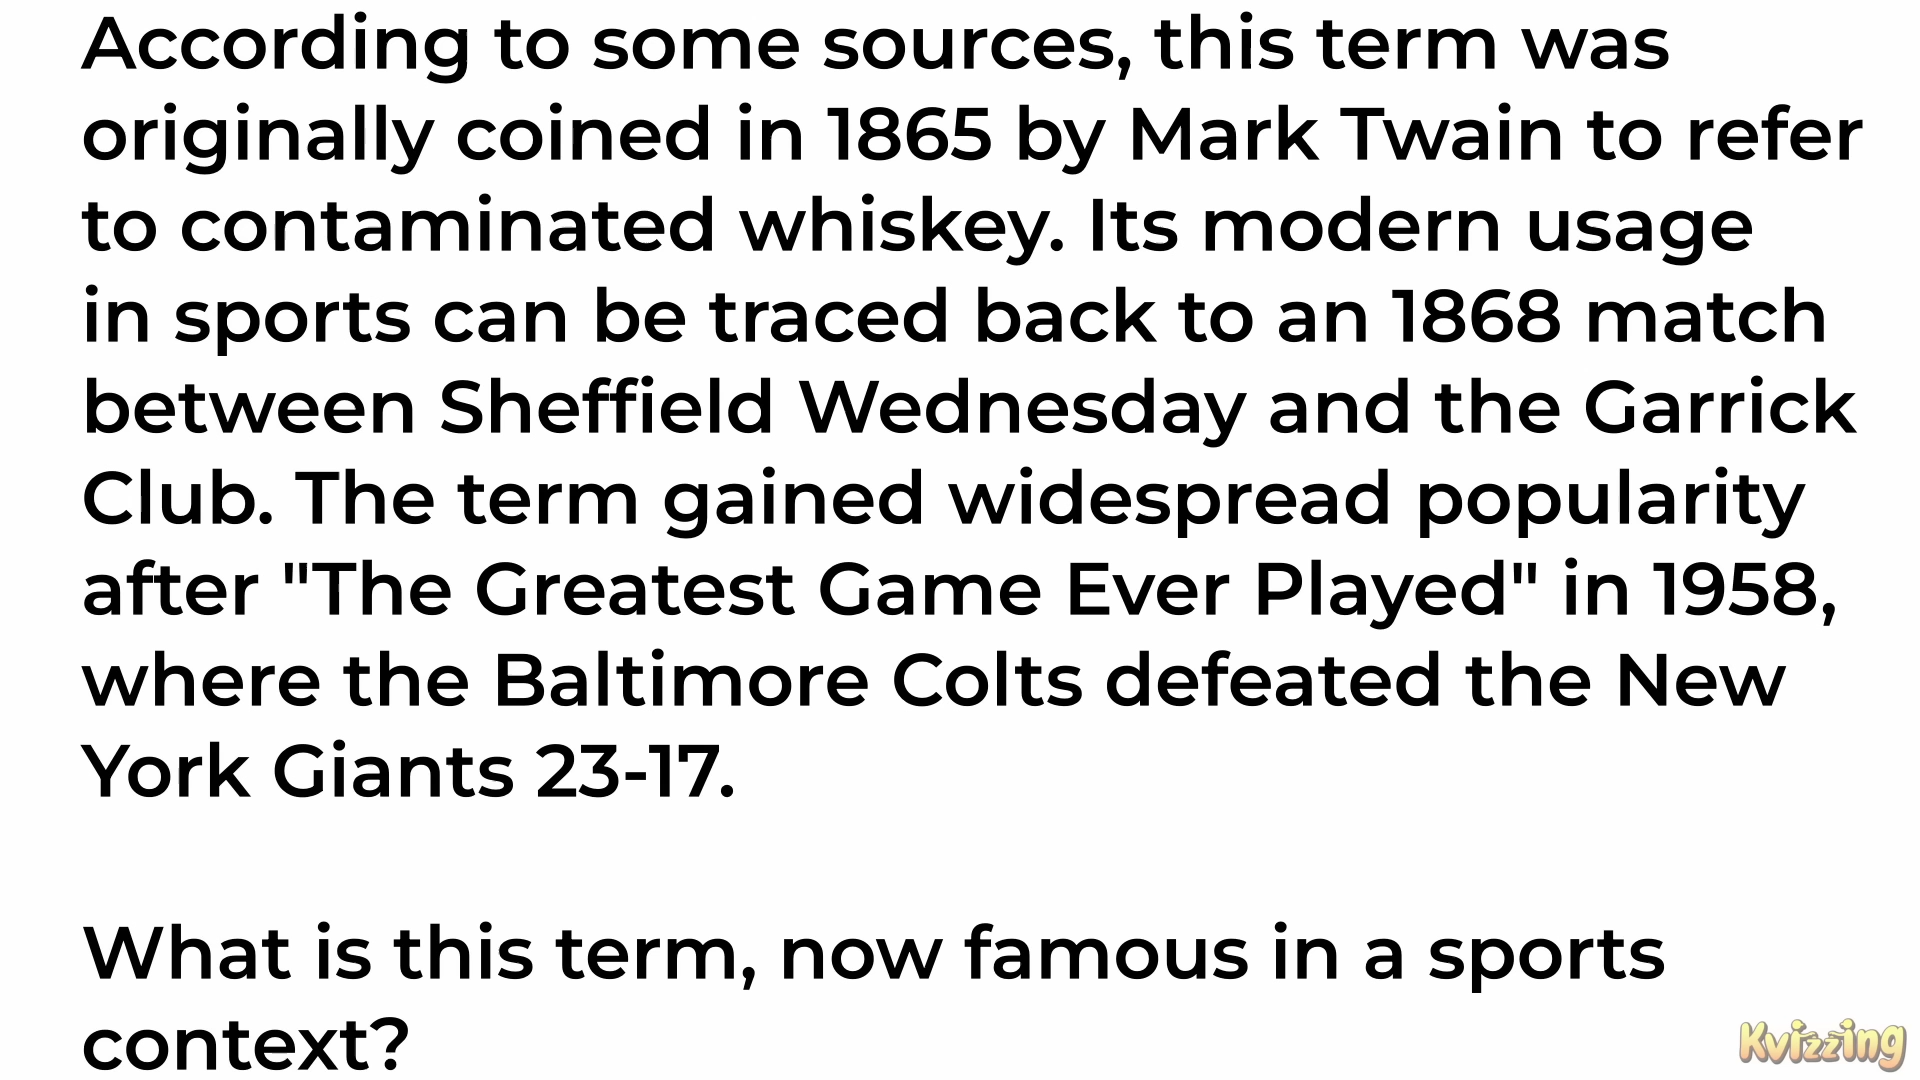 According to some sources, this term was
originally coined in 1865 by Mark Twain to refer
to contaminated whiskey. Its modern usage
in sports can be traced back to an 1868 match
between Sheffield Wednesday and the Garrick
Club. The term gained widespread popularity
after "The Greatest Game Ever Played" in 1958,
where the Baltimore Colts defeated the New
York Giants 23-17.
What is this term, now famous in a sports
context?
Kvizzing